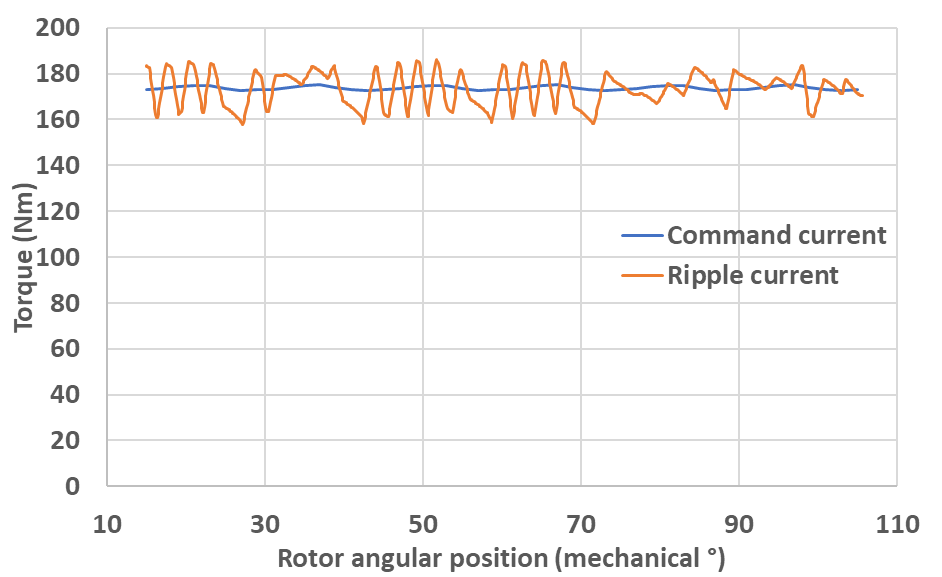 200
180
160
140
120
100
80
60
40
20
0
Torque (Nm)
Command current
Ripple current
10 30 50 70 90 110
Rotor angular position (mechanical °)